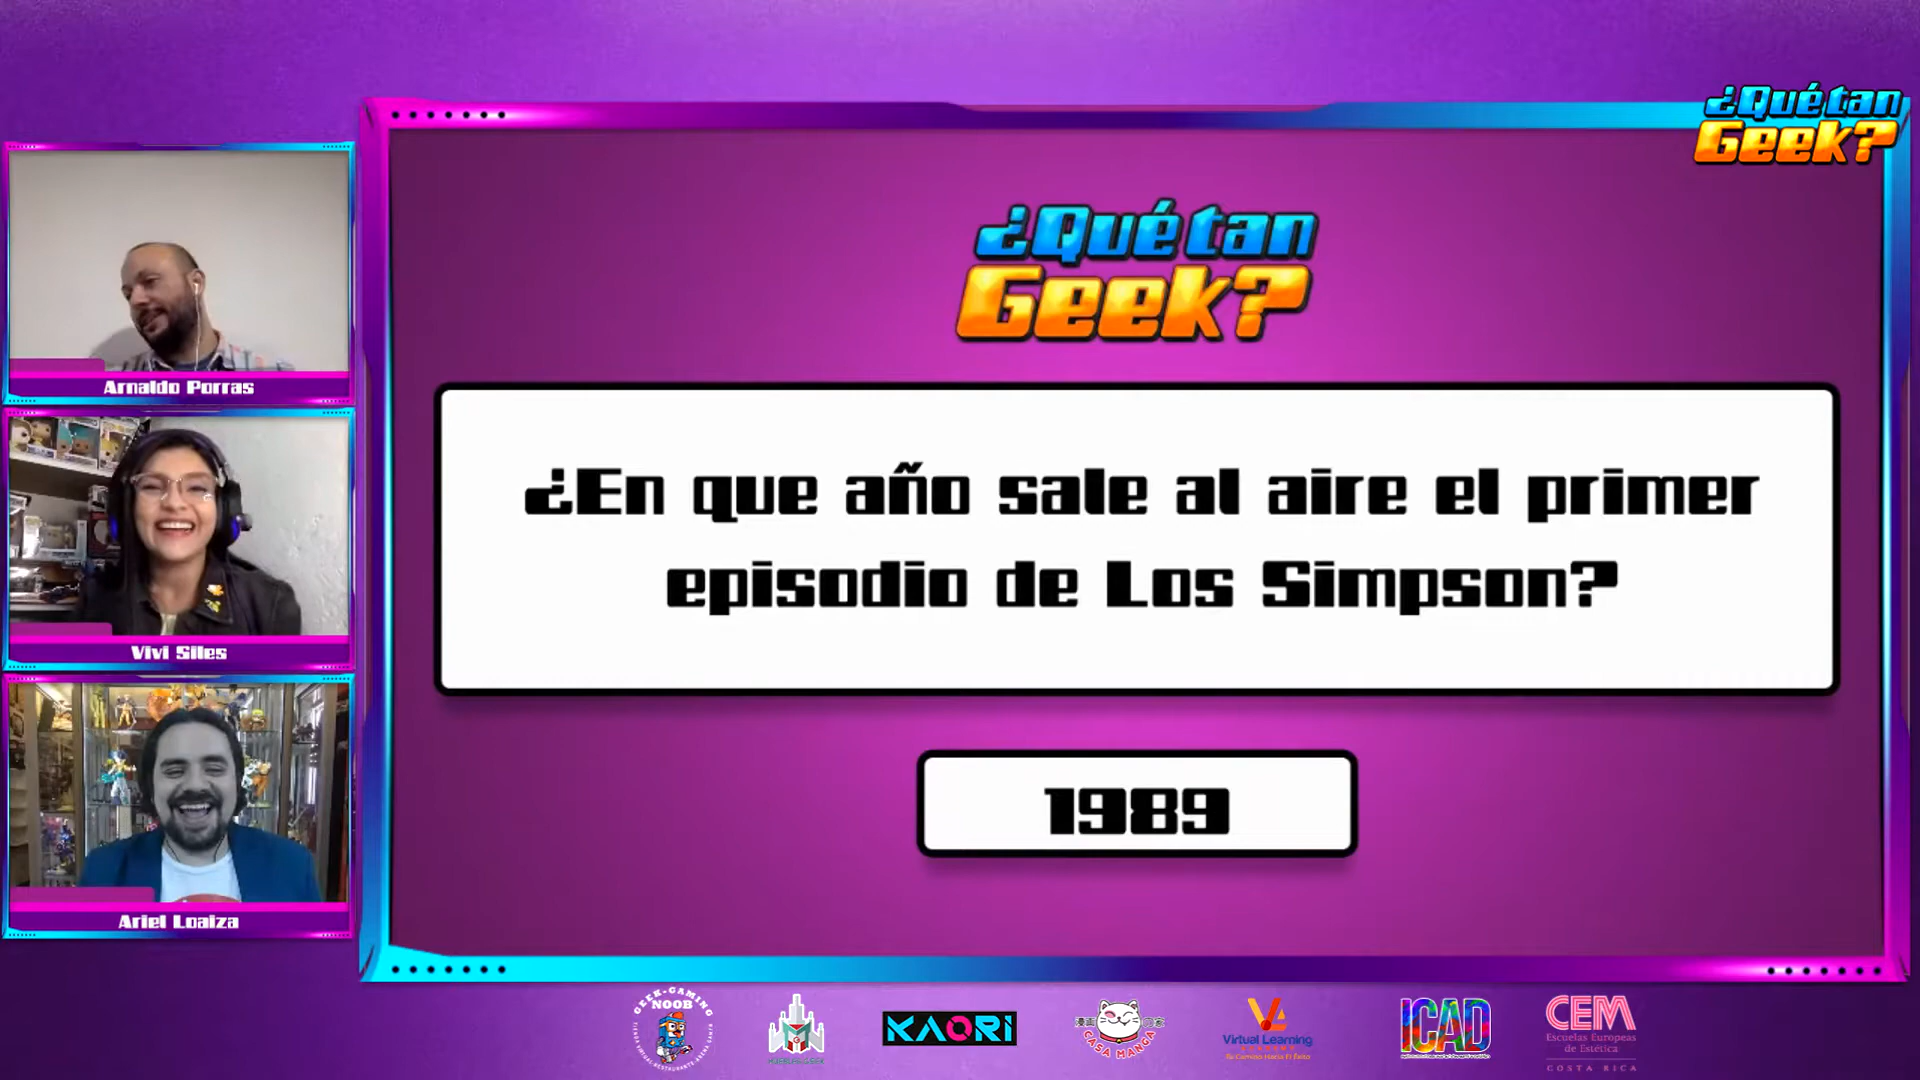 ¿Qué tan
Geek?
¿Qué tan
Geek?
¿En que año sale al aire el primer
episodio de Los Simpson?
1989
Arnaldo Porras
Vivi Siles
Ariel Loaiza
GEEK-GAMING
NOOB
KAORI
CASA MANGA
Virtual Learning
ICAD
CEM
Escuelas Europeas
de Estética
COSTA RICA